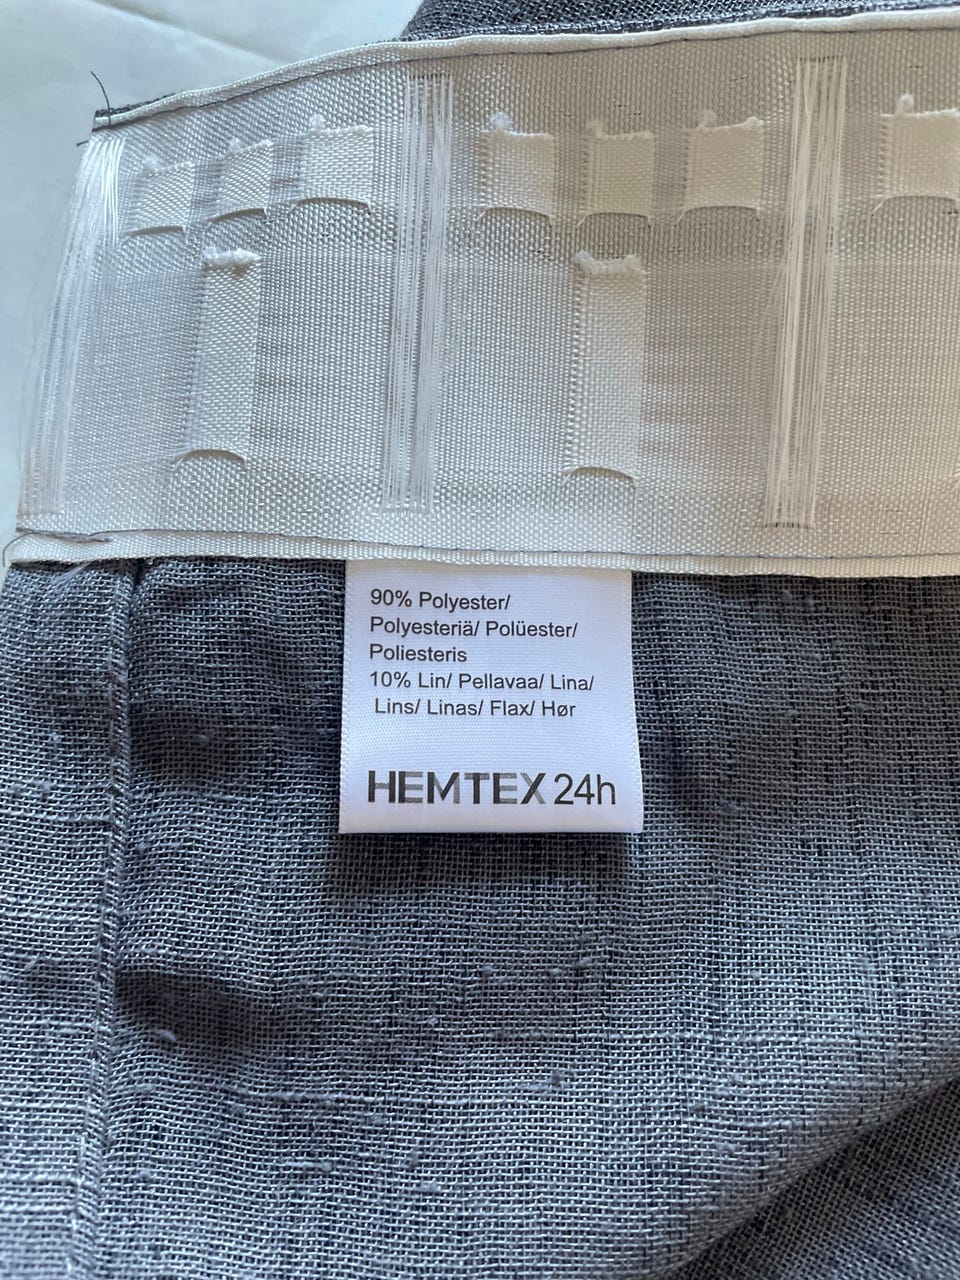 90% Polyester/
Polyesteriä/ Polüester/
Poliesteris
10% Lin/ Pellavaa/ Lina/
Lins/ Linas/ Flax/ Hør
HEMTEX 24h